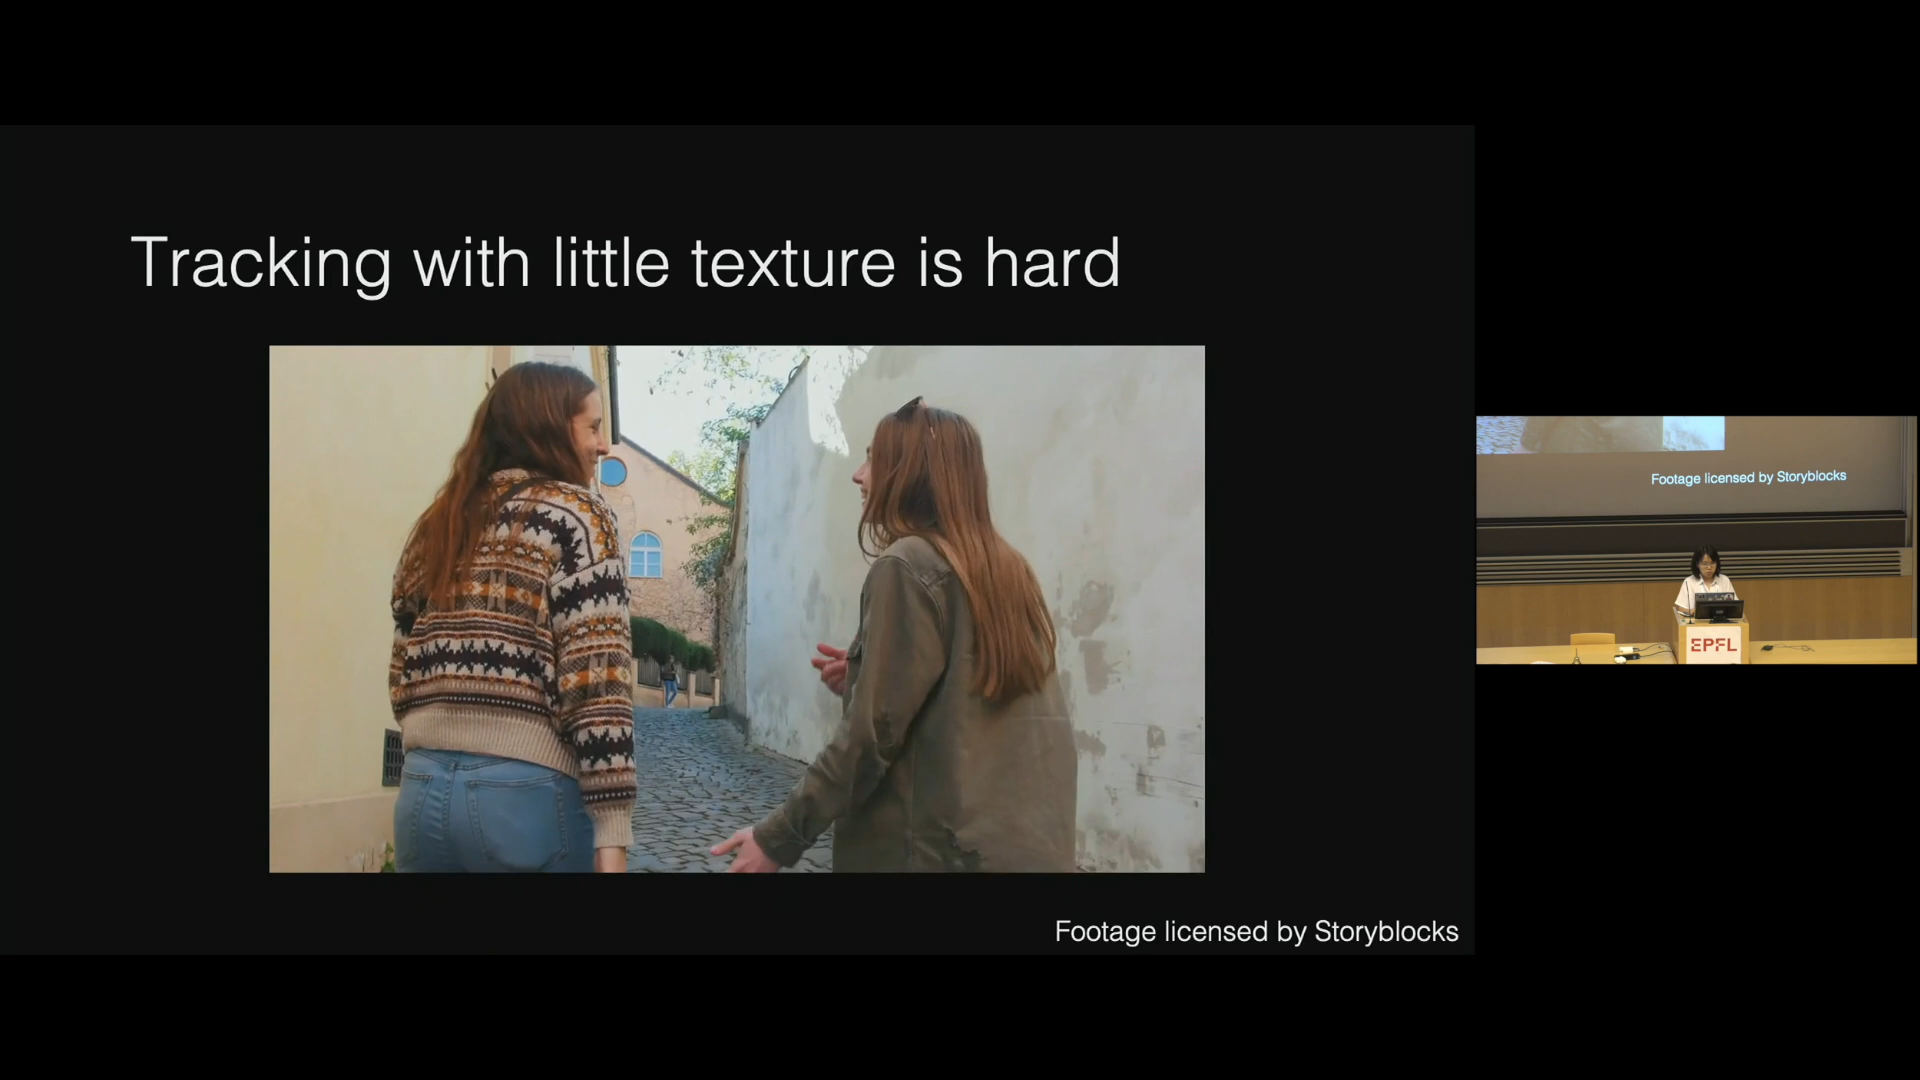 Tracking with little texture is hard
Footage licensed by Storyblocks
Footage licensed by Storyblocks
EPFL